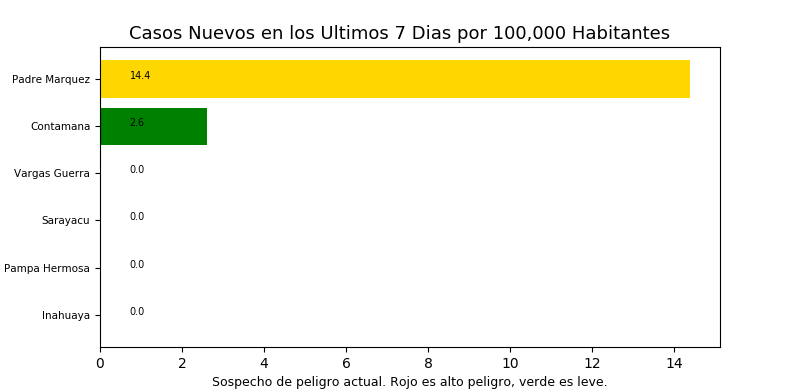 Casos Nuevos en los Ultimos 7 Dias por 100,000 Habitantes
Padre Marquez 14.4
Contamana 2.6
Vargas Guerra 0.0
Sarayacu 0.0
Pampa Hermosa 0.0
Inahuaya 0.0
0 2 4 6 8 10 12 14
Sospecho de peligro actual. Rojo es alto peligro, verde es leve.